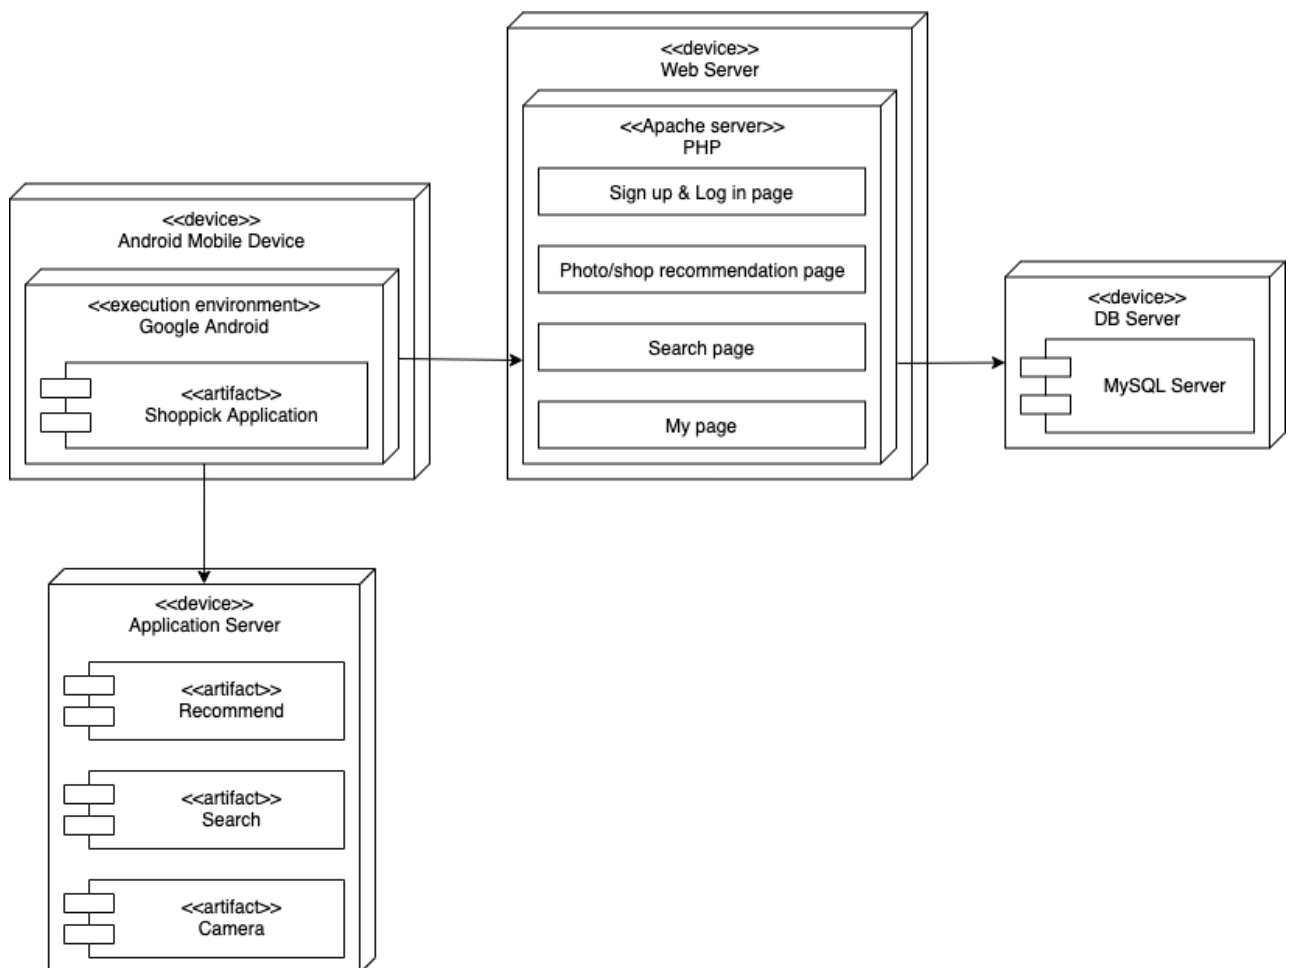 <<device>>
Web Server
<<Apache server>>
PHP
Sign up & Log in page
Photo/shop recommendation page
Search page
My page
<<device>>
Android Mobile Device
<<execution environment>>
Google Android
<<artifact>>
Shoppick Application
<<device>>
DB Server
MySQL Server
<<device>>
Application Server
<<artifact>>
Recommend
<<artifact>>
Search
<<artifact>>
Camera